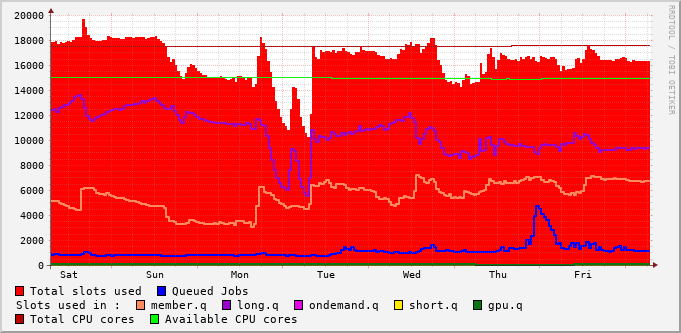 20000
18000
16000
14000
12000
10000
8000
6000
4000
2000
0
Sat Sun Mon Tue Wed Thu Fri
RRDTOOL / TOBI OETIKER
Total slots used Queued Jobs
Slots used in : member.q long.q ondemand.q short.q gpu.q
Total CPU cores Available CPU cores